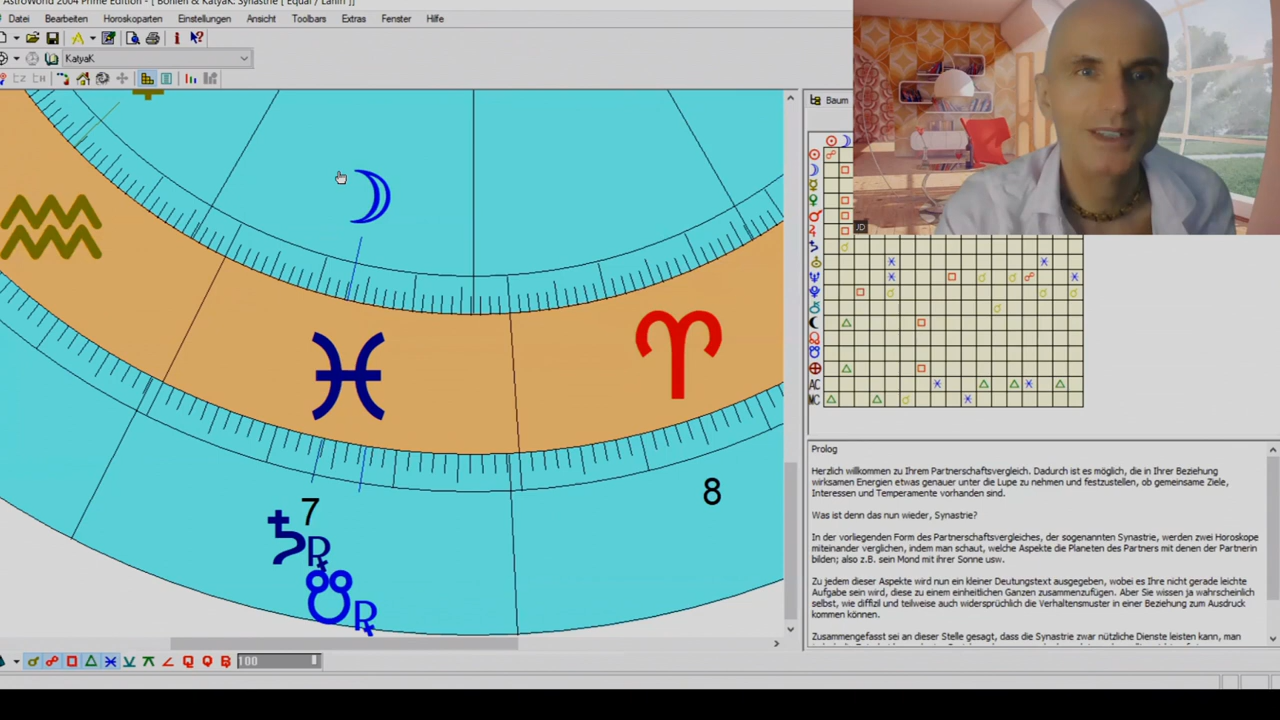 AstroWorld 2004 Prime Edition - [ Bohlen & KatyaK: Synastrie [ Equal / Lahiri ]]
Datei Bearbeiten Horoskoparten Einstellungen Ansicht Toolbars Extras Fenster Hilfe
KatyaK
Baum
JD
AC
MC
7
8
Prolog
Herzlich willkommen zu Ihrem Partnerschaftsvergleich. Dadurch ist es möglich, die in Ihrer Beziehung
wirksamen Energien etwas genauer unter die Lupe zu nehmen und festzustellen, ob gemeinsame Ziele,
Interessen und Temperamente vorhanden sind.
Was ist denn das nun wieder, Synastrie?
In der vorliegenden Form des Partnerschaftsvergleiches, der sogenannten Synastrie, werden zwei Horoskope
miteinander verglichen, indem man schaut, welche Aspekte die Planeten des Partners mit denen der Partnerin
bilden; also z.B. sein Mond mit ihrer Sonne usw.
Zu jedem dieser Aspekte wird nun ein kleiner Deutungstext ausgegeben, wobei es Ihre nicht gerade leichte
Aufgabe sein wird, diese zu einem einheitlichen Ganzen zusammenzufügen. Aber Sie wissen ja wahrscheinlich
selbst, wie diffizil und teilweise auch widersprüchlich die Verhaltensmuster in einer Beziehung zum Ausdruck
kommen können.
Zusammengefasst sei an dieser Stelle gesagt, dass die Synastrie zwar nützliche Dienste leisten kann, man
100